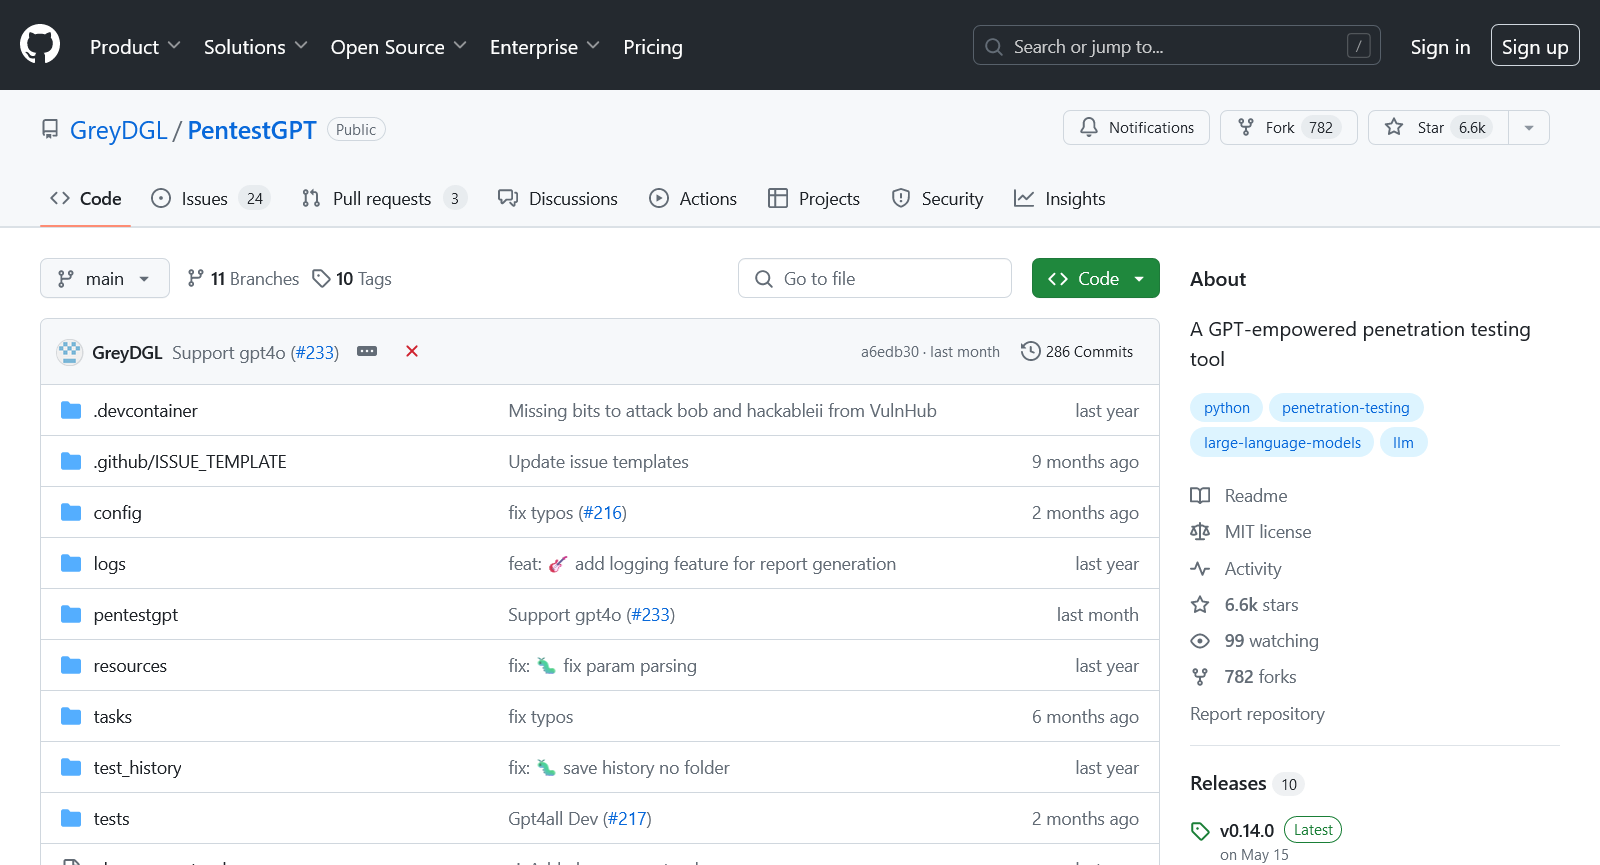 Product Solutions Open Source Enterprise Pricing Search or jump to... / Sign in Sign up
GreyDGL / PentestGPT Public Notifications Fork 782 Star 6.6k
Code Issues 24 Pull requests 3 Discussions Actions Projects Security Insights
main 11 Branches 10 Tags Go to file Code
GreyDGL Support gpt4o (#233) a6edb30 · last month 286 Commits
.devcontainer Missing bits to attack bob and hackableii from VulnHub last year
.github/ISSUE_TEMPLATE Update issue templates 9 months ago
config fix typos (#216) 2 months ago
logs feat: 🎸 add logging feature for report generation last year
pentestgpt Support gpt4o (#233) last month
resources fix: 🐛 fix param parsing last year
tasks fix typos 6 months ago
test_history fix: 🐛 save history no folder last year
tests Gpt4all Dev (#217) 2 months ago
About
A GPT-empowered penetration testing
tool
python penetration-testing
large-language-models llm
Readme
MIT license
Activity
6.6k stars
99 watching
782 forks
Report repository
Releases 10
v0.14.0 Latest
on May 15